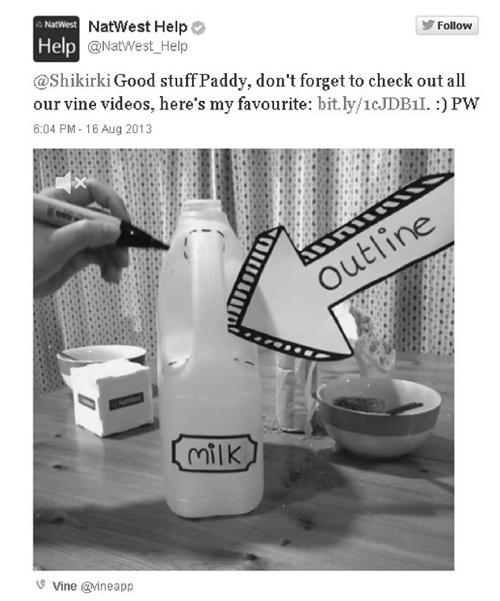 NatWest
Help
NatWest Help
@NatWest_Help
Follow
@Shikirki Good stuff Paddy, don't forget to check out all
our vine videos, here's my favourite: bit.ly/1cJDB1I. :) PW
6:04 PM - 16 Aug 2013
outline
NatWest
milk
Vine @vineapp